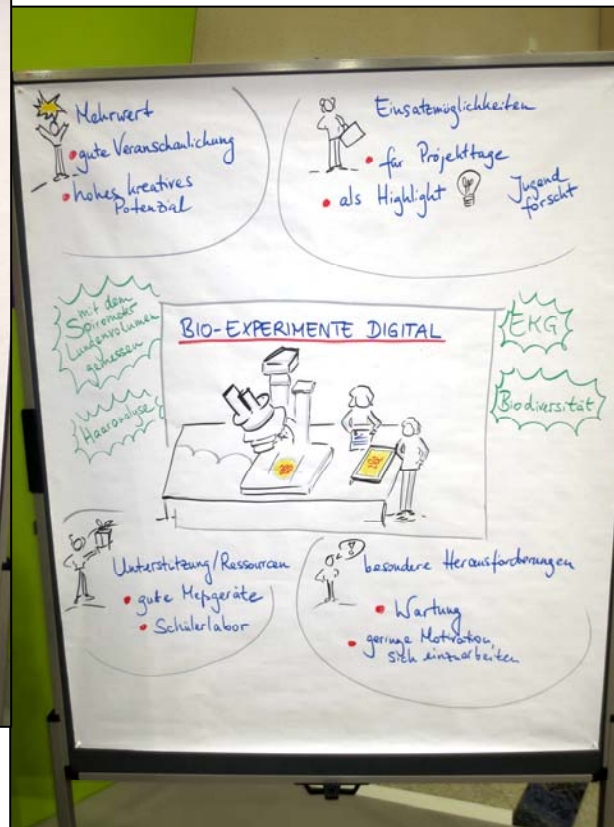 Mehrwert
• gute Veranschaulichung
• hohes kreatives
Potenzial
Einsatzmöglichkeiten
• für Projekttage
• als Highlight
Jugend
forscht
mit dem
Spirometer
Lungenvolumen
gemessen
Haaranalyse
BIO-EXPERIMENTE DIGITAL
EKG
Biodiversität
Unterstützung/Ressourcen
• gute Meßgeräte
• Schülerlabor
besondere Herausforderungen
• Wartung
• geringe Motivation,
sich einzuarbeiten